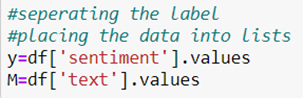 #seperating the label
#placing the data into lists
y=df['sentiment'].values
M=df['text'].values